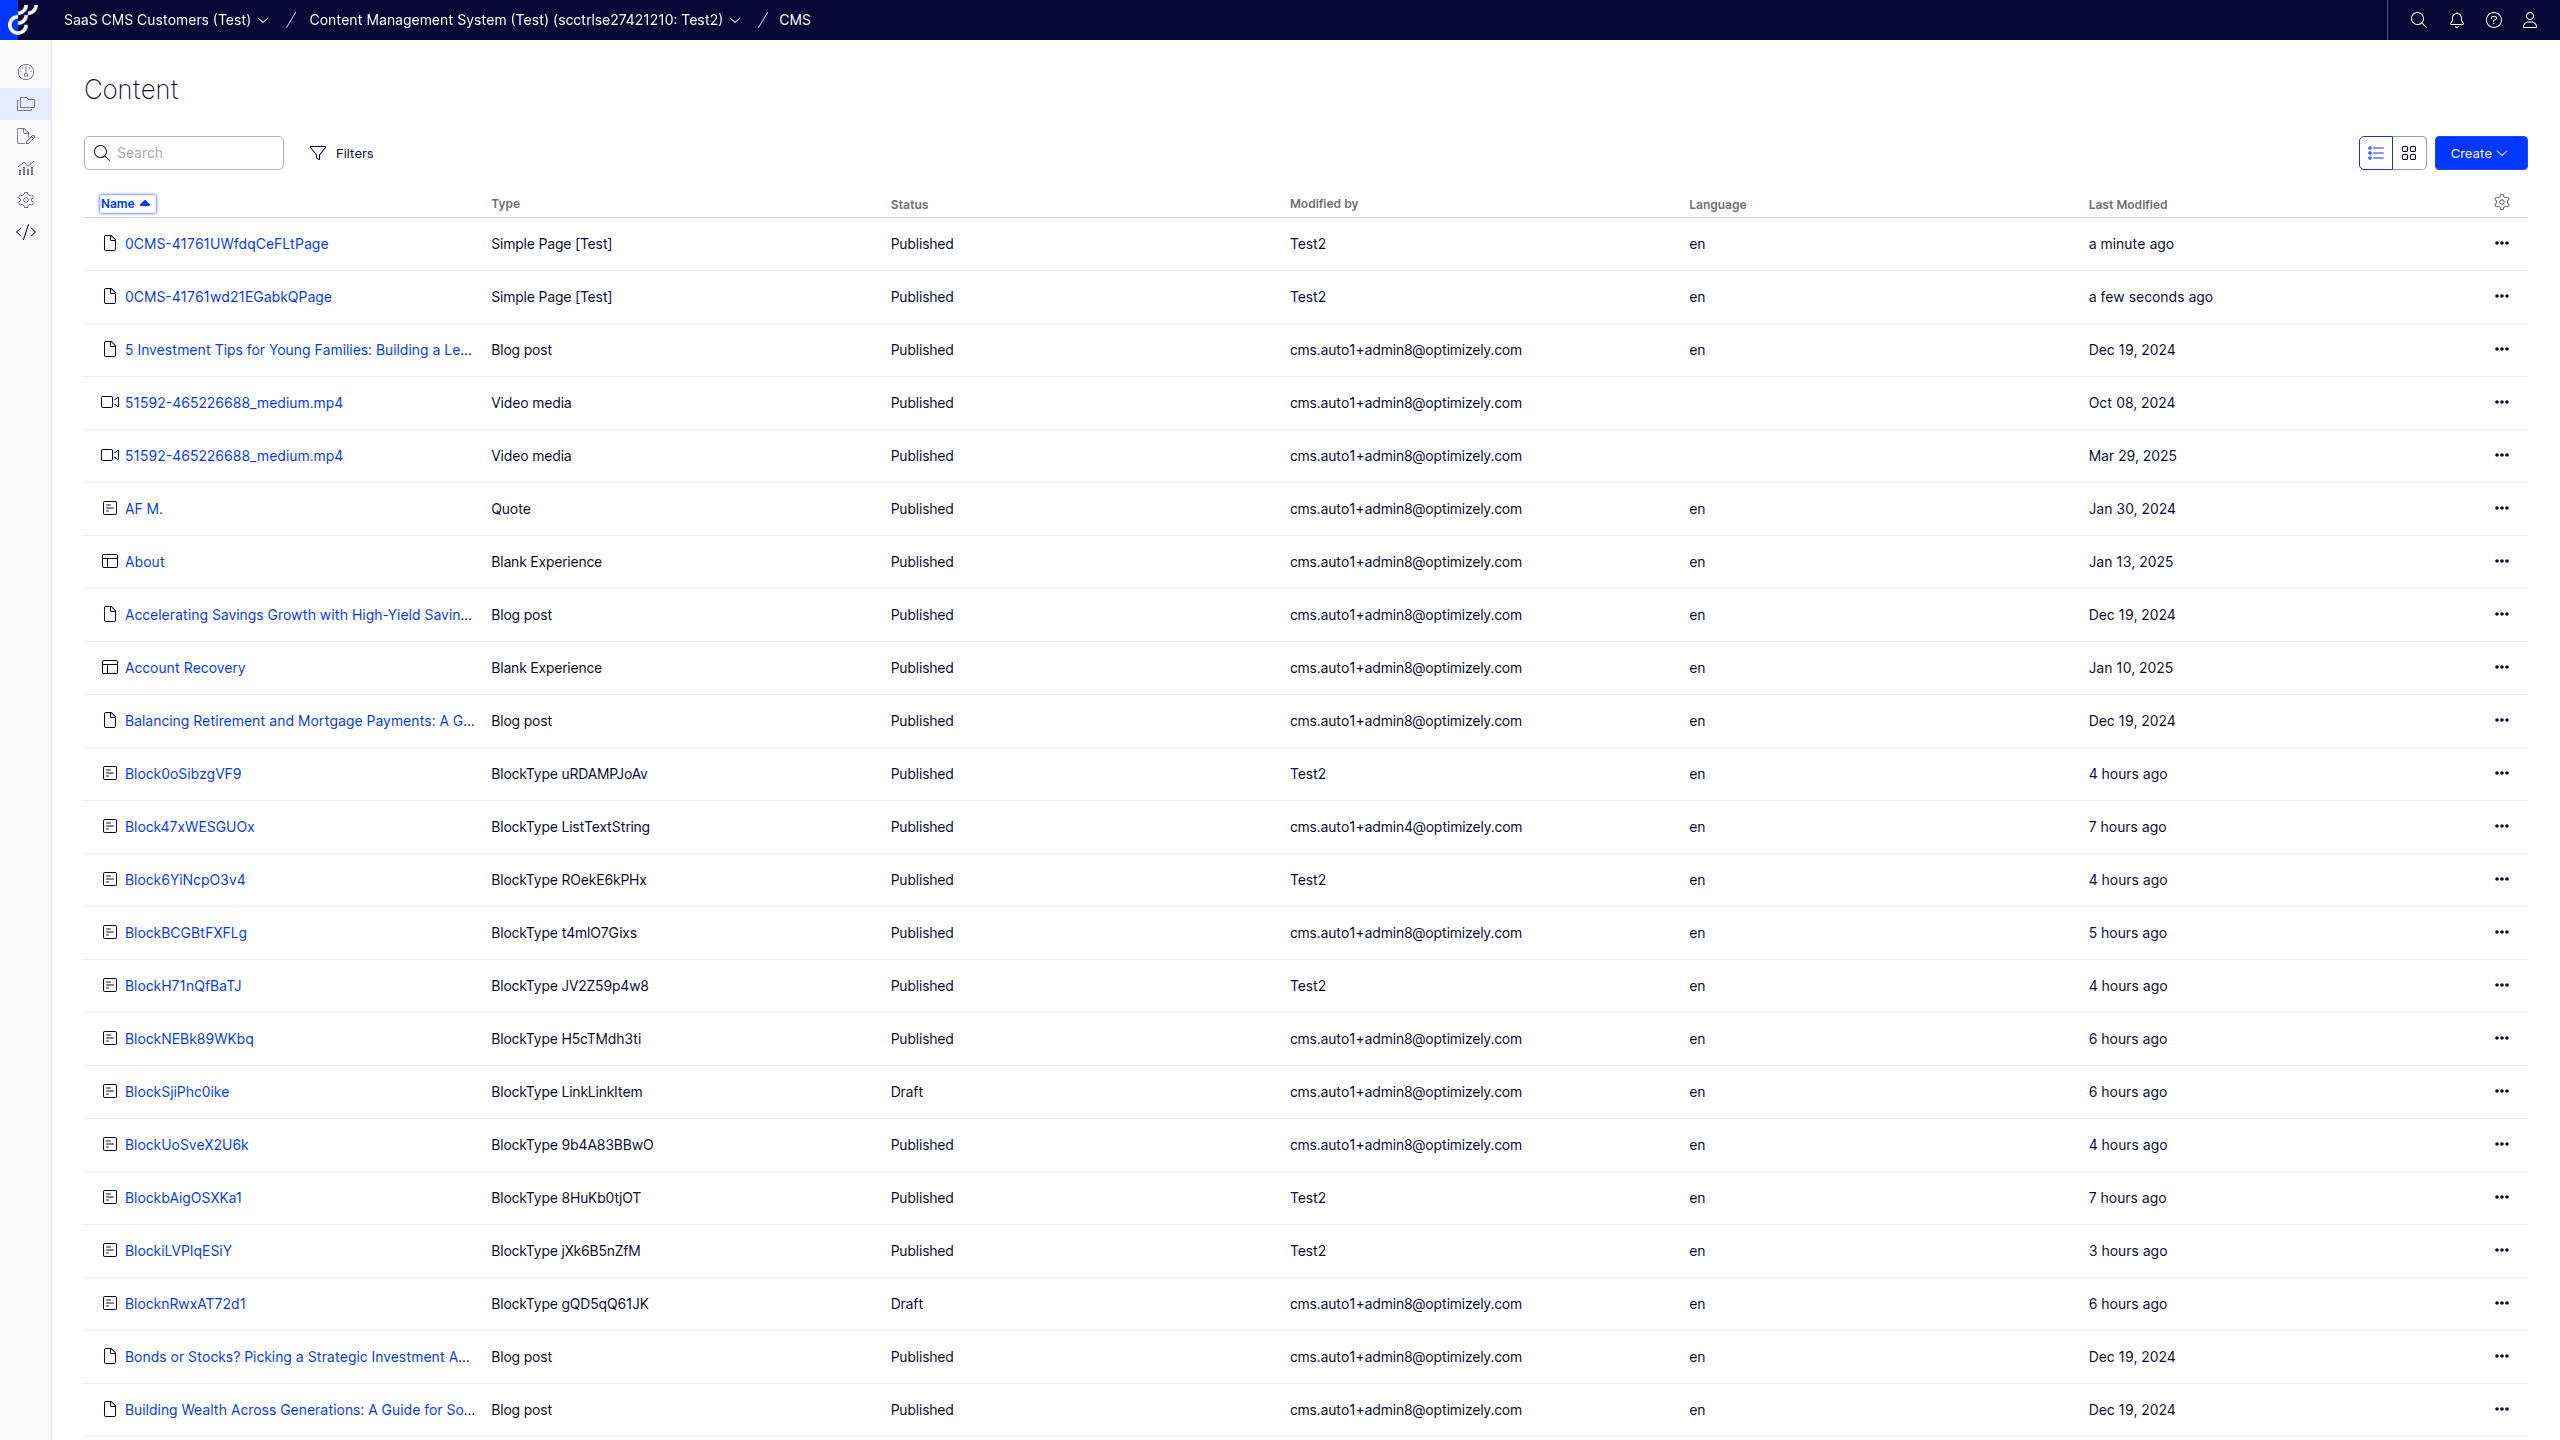 SaaS CMS Customers (Test) / Content Management System (Test) (scctrlse27421210: Test2) / CMS
Content
Search Filters Create
Name Type Status Modified by Language Last Modified
0CMS-41761UWfdqCeFLtPage Simple Page [Test] Published Test2 en a minute ago
0CMS-41761wd21EGabkQPage Simple Page [Test] Published Test2 en a few seconds ago
5 Investment Tips for Young Families: Building a Le... Blog post Published cms.auto1+admin8@optimizely.com en Dec 19, 2024
51592-465226688_medium.mp4 Video media Published cms.auto1+admin8@optimizely.com Oct 08, 2024
51592-465226688_medium.mp4 Video media Published cms.auto1+admin8@optimizely.com Mar 29, 2025
AF M. Quote Published cms.auto1+admin8@optimizely.com en Jan 30, 2024
About Blank Experience Published cms.auto1+admin8@optimizely.com en Jan 13, 2025
Accelerating Savings Growth with High-Yield Savin... Blog post Published cms.auto1+admin8@optimizely.com en Dec 19, 2024
Account Recovery Blank Experience Published cms.auto1+admin8@optimizely.com en Jan 10, 2025
Balancing Retirement and Mortgage Payments: A G... Blog post Published cms.auto1+admin8@optimizely.com en Dec 19, 2024
Block0oSibzgVF9 BlockType uRDAMPJoAv Published Test2 en 4 hours ago
Block47xWESGUOx BlockType ListTextString Published cms.auto1+admin4@optimizely.com en 7 hours ago
Block6YiNcpO3v4 BlockType ROekE6kPHx Published Test2 en 4 hours ago
BlockBCGBtFXFLg BlockType t4mlO7Gixs Published cms.auto1+admin8@optimizely.com en 5 hours ago
BlockH71nQfBaTJ BlockType JV2Z59p4w8 Published Test2 en 4 hours ago
BlockNEBk89WKbq BlockType H5cTMdh3ti Published cms.auto1+admin8@optimizely.com en 6 hours ago
BlockSjiPhc0ike BlockType LinkLinkItem Draft cms.auto1+admin8@optimizely.com en 6 hours ago
BlockUoSveX2U6k BlockType 9b4A83BBwO Published cms.auto1+admin8@optimizely.com en 4 hours ago
BlockbAigOSXKa1 BlockType 8HuKb0tjOT Published Test2 en 7 hours ago
BlockiLVPlqESiY BlockType jXk6B5nZfM Published Test2 en 3 hours ago
BlocknRwxAT72d1 BlockType gQD5qQ61JK Draft cms.auto1+admin8@optimizely.com en 6 hours ago
Bonds or Stocks? Picking a Strategic Investment A... Blog post Published cms.auto1+admin8@optimizely.com en Dec 19, 2024
Building Wealth Across Generations: A Guide for So... Blog post Published cms.auto1+admin8@optimizely.com en Dec 19, 2024